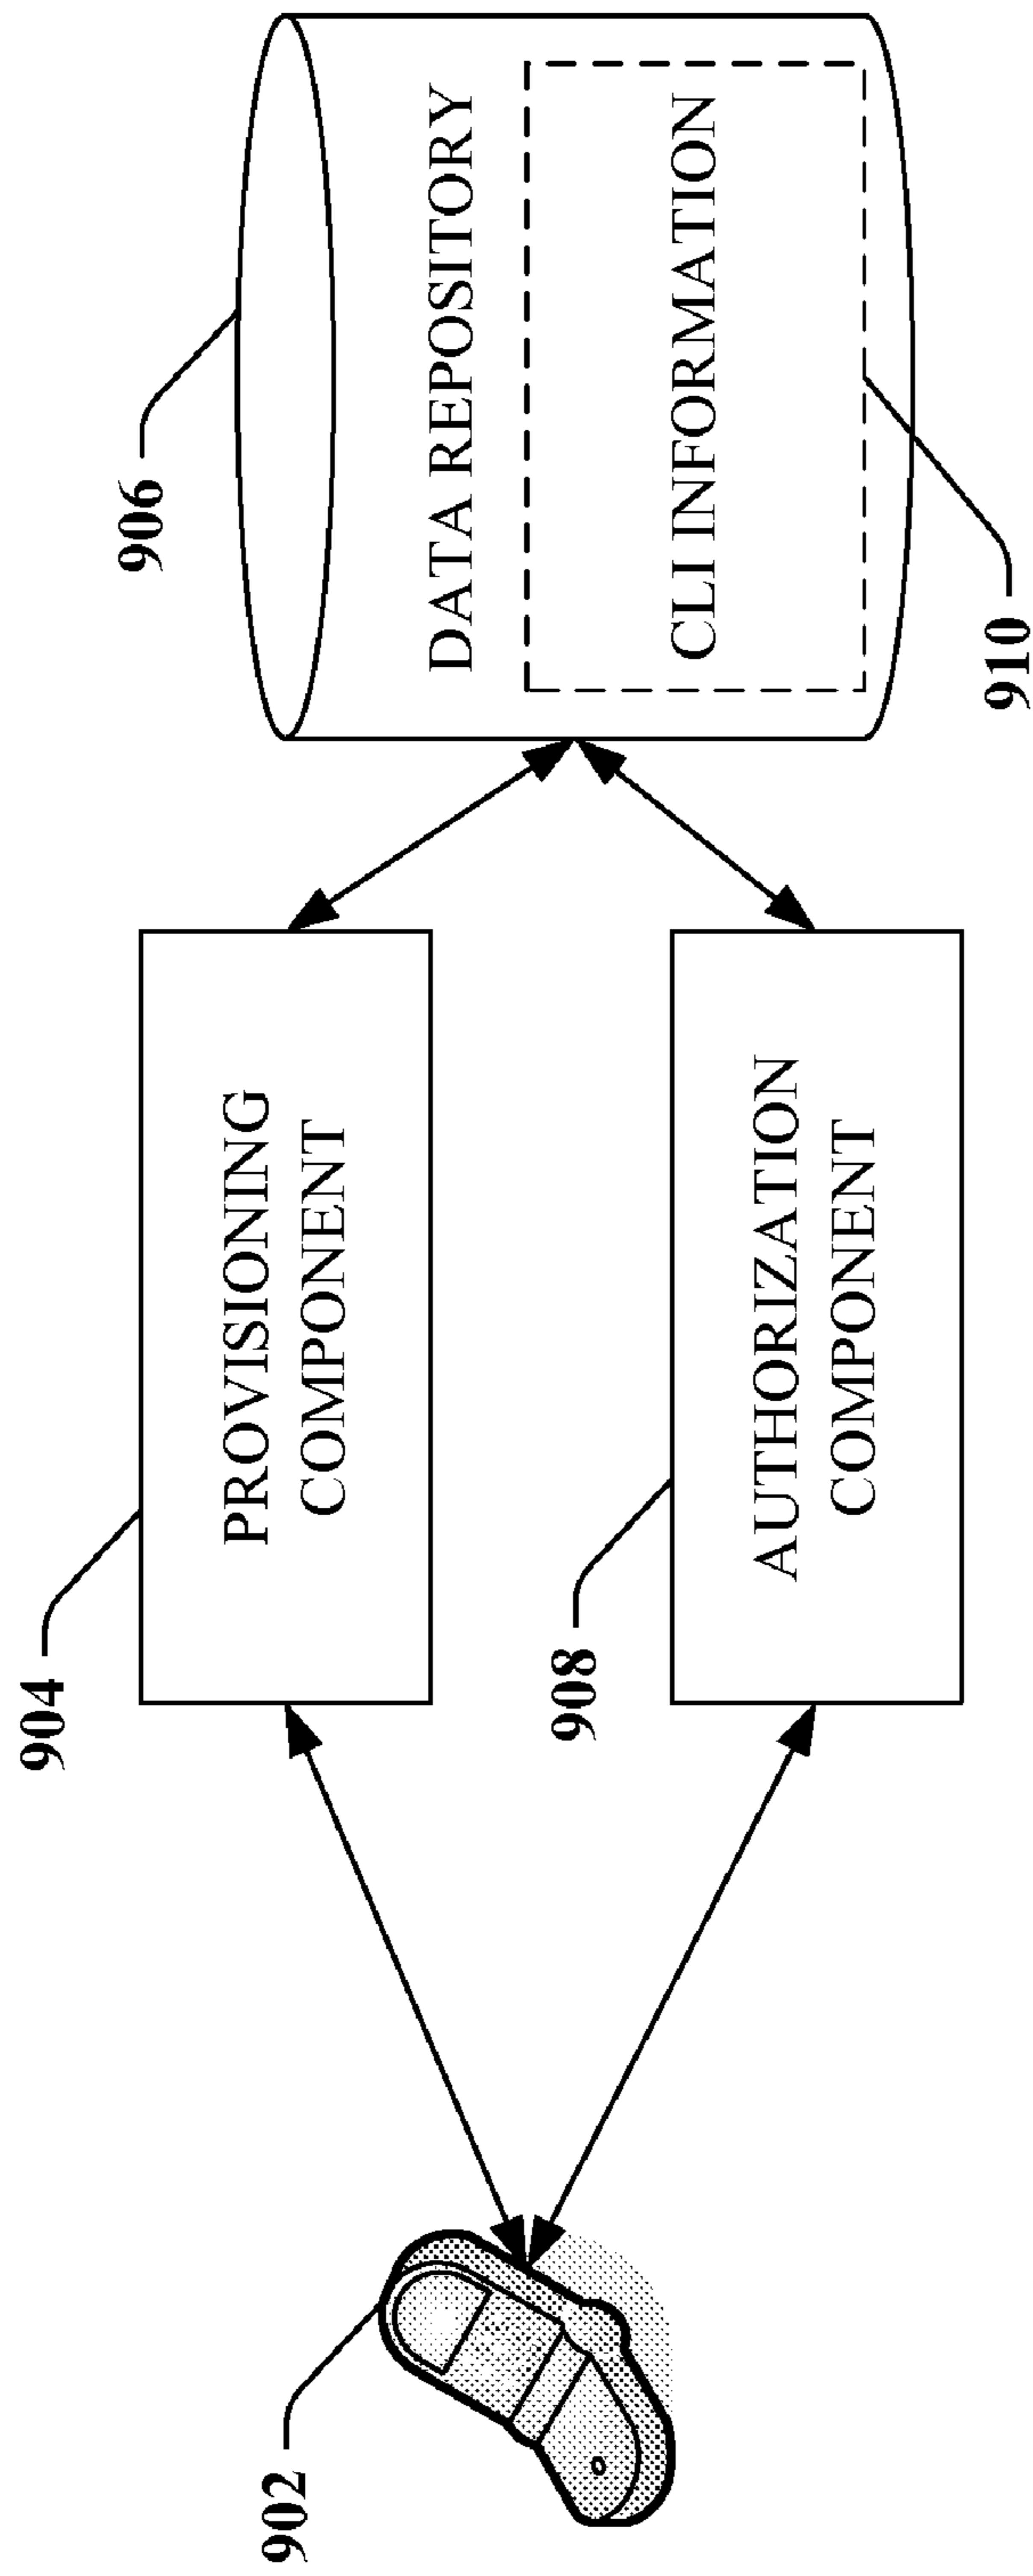 904
906
PROVISIONING
COMPONENT
DATA REPOSITORY
902
908
CLI INFORMATION
AUTHORIZATION
COMPONENT
910